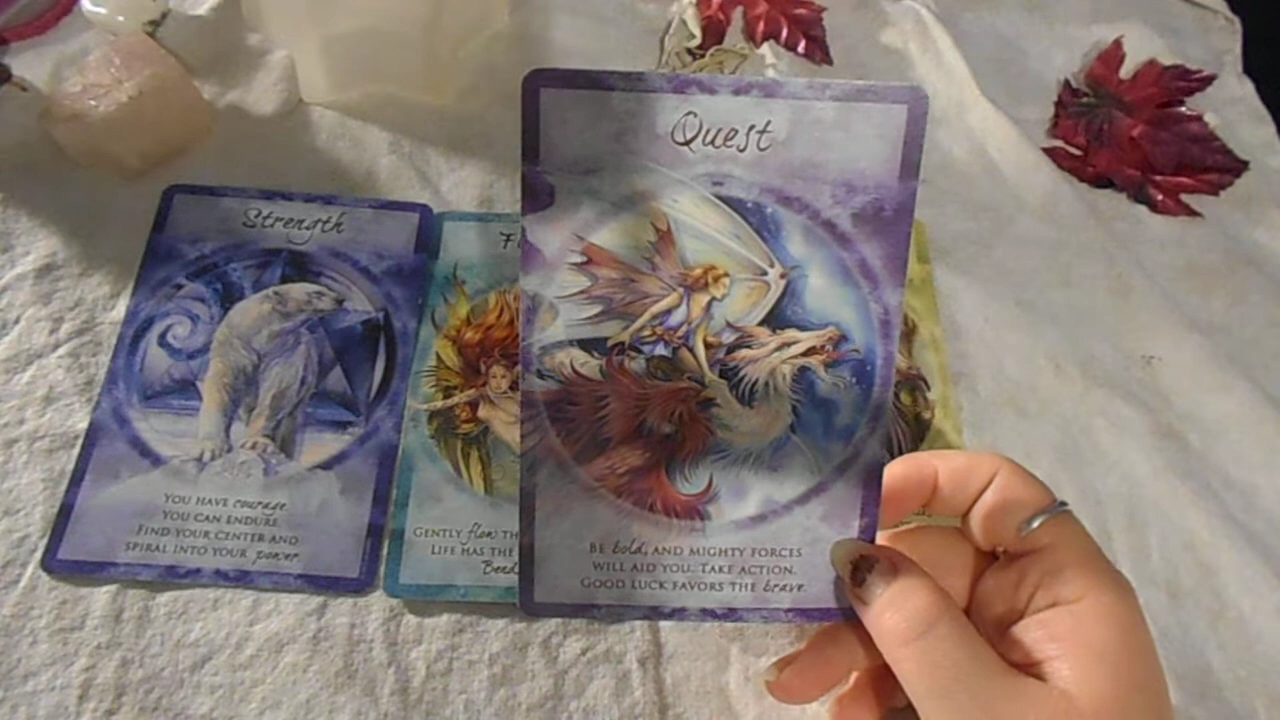 Strength
YOU HAVE courage.
YOU CAN ENDURE.
FIND YOUR CENTER AND
SPIRAL INTO YOUR power.
GENTLY flow
LIFE HAS THE
Quest
BE bold, AND MIGHTY FORCES
WILL AID YOU. TAKE ACTION.
GOOD LUCK FAVORS THE brave.